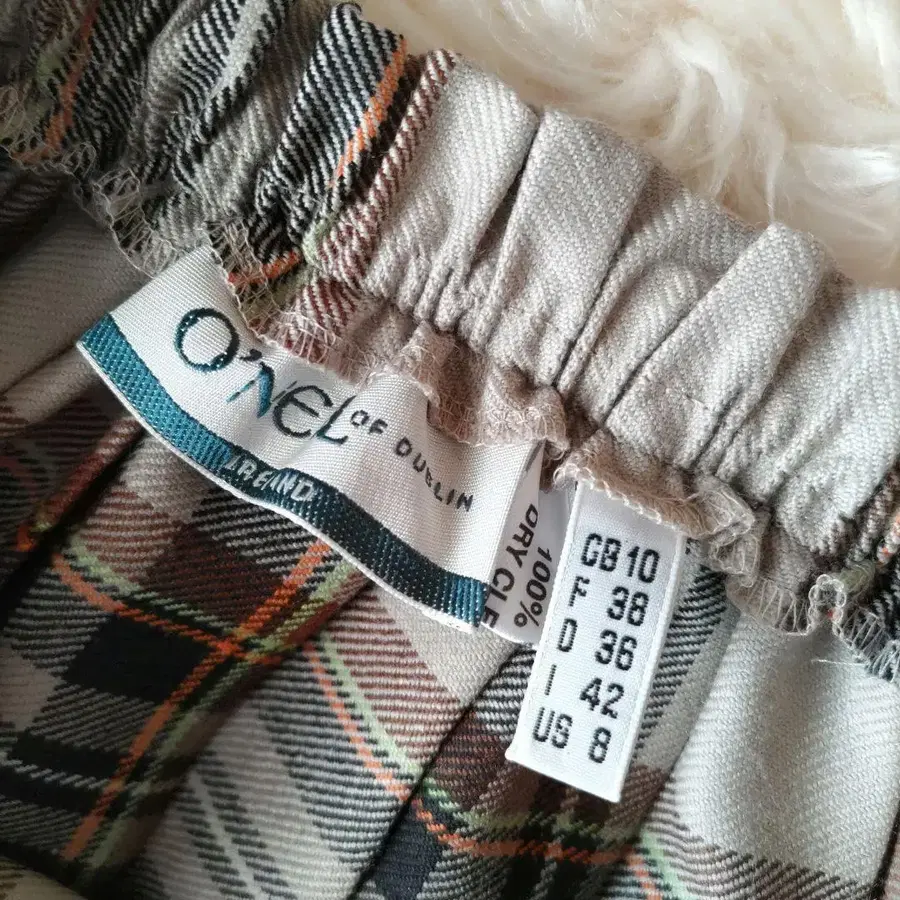 O'NEL
OF DUBLIN
IRELAND
100%
DRY CLE
GB 10
F 38
D 36
I 42
US 8